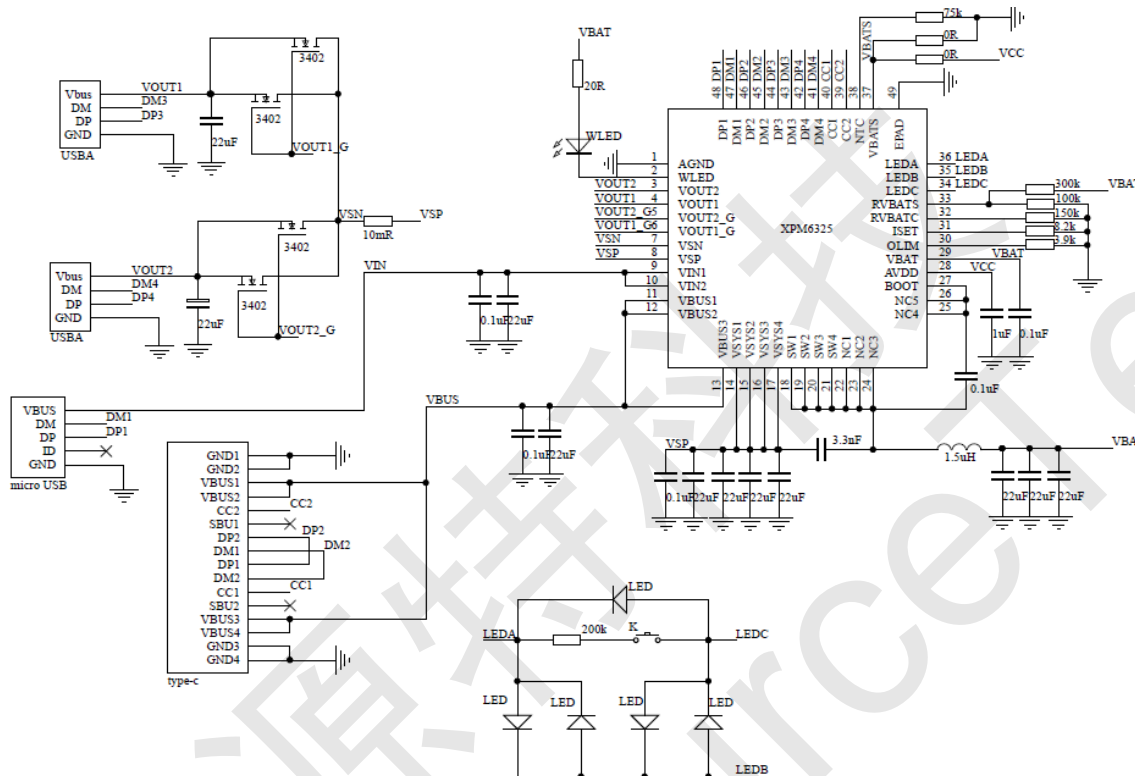 3402
Vbus
DM
DP
GND
USBA
VOUT1
DM3
DP3
22uF
3402
VOUT1_G
Vbus
DM
DP
GND
USBA
VOUT2
DM4
DP4
22uF
3402
3402
VOUT2_G
VSN
VSP
10mR
VIN
VBAT
20R
WLED
75k
0R
0R
VCC
VBATS
48 DP1
47 DM1
46 DP2
45 DM2
44 DP3
43 DM3
42 DP4
41 DM4
40 CC1
39 CC2
38
37
49
DP1
DM1
DP2
DM2
DP3
DM3
DP4
DM4
CC1
CC2
NTC
VBATS
EPAD
XPM6325
1 AGND
2 WLED
VOUT2 3 VOUT2
VOUT1 4 VOUT1
VOUT2_G5 VOUT2_G
VOUT1_G6 VOUT1_G
VSN 7 VSN
VSP 8 VSP
9 VIN1
10 VIN2
11 VBUS1
12 VBUS2
LEDA 36 LEDA
LEDB 35 LEDB
LEDC 34 LEDC
RVBATS 33
RVBATC 32
ISET 31
OLIM 30
VBAT 29 VBAT
AVDD 28 VCC
BOOT 27
NC5 26
NC4 25
300k
100k
150k
8.2k
3.9k
VBA
VBUS3
VSYS1
VSYS2
VSYS3
VSYS4
SW1
SW2
SW3
SW4
NC1
NC2
NC3
13
14
15
16
17
18
19
20
21
22
23
24
0.1uF
22uF
1uF
0.1uF
0.1uF
VBUS
0.1uF
22uF
VSP
0.1uF
22uF
22uF
22uF
22uF
3.3nF
1.5uH
VBA
22uF
22uF
22uF
VBUS
DM
DP
ID
GND
micro USB
DM1
DP1
GND1
GND2
VBUS1
VBUS2
CC2
SBU1
DP2
DM1
DP1
DM2
CC1
SBU2
VBUS3
VBUS4
GND3
GND4
type-c
CC2
DP2
DM2
CC1
LED
LEDA
200k
K
LEDC
LED
LED
LED
LED
LEDB
源特科技
rceTe